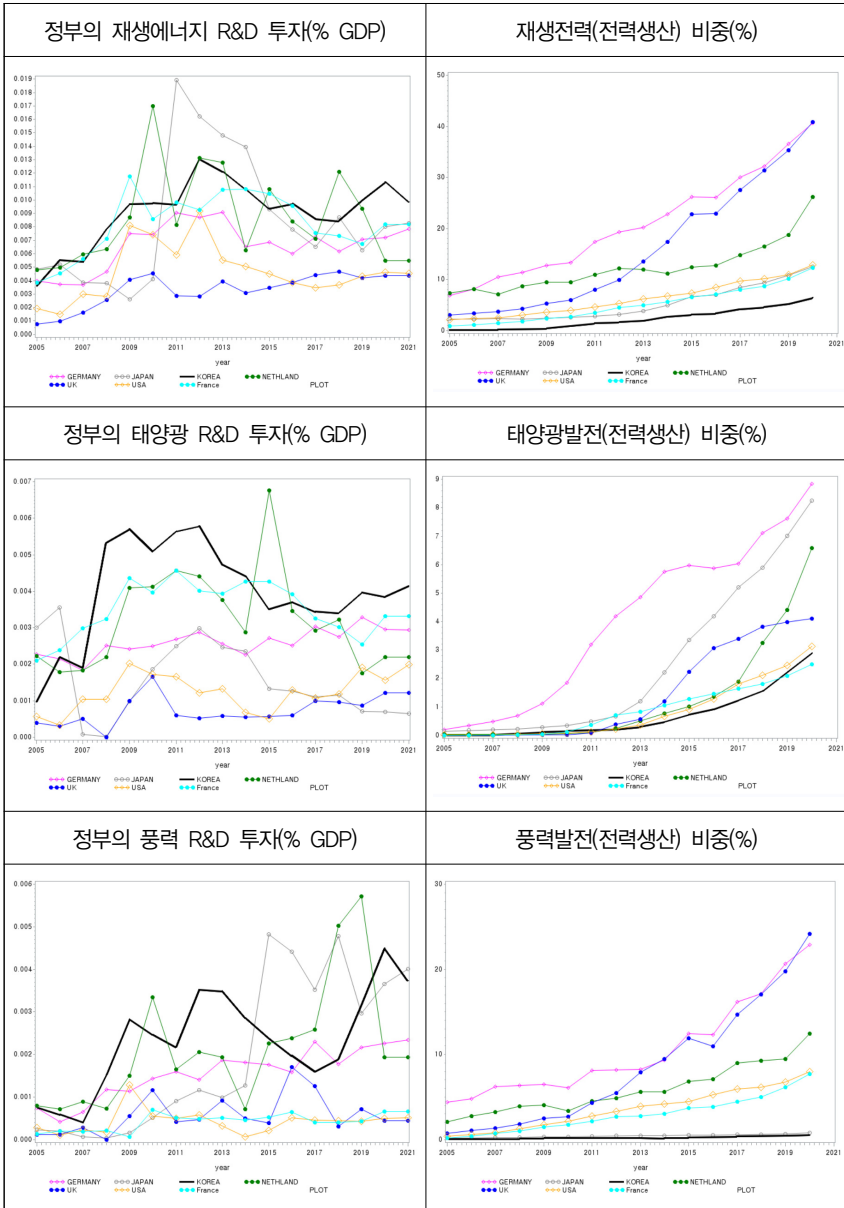 정부의 재생에너지 R&D 투자(% GDP)
재생전력(전력생산) 비중(%)
0.019
0.018
0.017
0.016
0.015
0.014
0.013
0.012
0.011
0.010
0.009
0.008
0.007
0.006
0.005
0.004
0.003
0.002
0.001
0.000
2005 2007 2009 2011 2013 2015 2017 2019 2021
year
GERMANY JAPAN KOREA NETHLAND
UK USA France PLOT
50
40
30
20
10
0
2005 2007 2009 2011 2013 2015 2017 2019 2021
year
GERMANY JAPAN KOREA NETHLAND
UK USA France PLOT
정부의 태양광 R&D 투자(% GDP)
태양광발전(전력생산) 비중(%)
0.007
0.006
0.005
0.004
0.003
0.002
0.001
0.000
2005 2007 2009 2011 2013 2015 2017 2019 2021
year
GERMANY JAPAN KOREA NETHLAND
UK USA France PLOT
9
8
7
6
5
4
3
2
1
0
2005 2007 2009 2011 2013 2015 2017 2019 2021
year
GERMANY JAPAN KOREA NETHLAND
UK USA France PLOT
정부의 풍력 R&D 투자(% GDP)
풍력발전(전력생산) 비중(%)
0.006
0.005
0.004
0.003
0.002
0.001
0.000
2005 2007 2009 2011 2013 2015 2017 2019 2021
year
GERMANY JAPAN KOREA NETHLAND
UK USA France PLOT
30
20
10
0
2005 2007 2009 2011 2013 2015 2017 2019 2021
year
GERMANY JAPAN KOREA NETHLAND
UK USA France PLOT